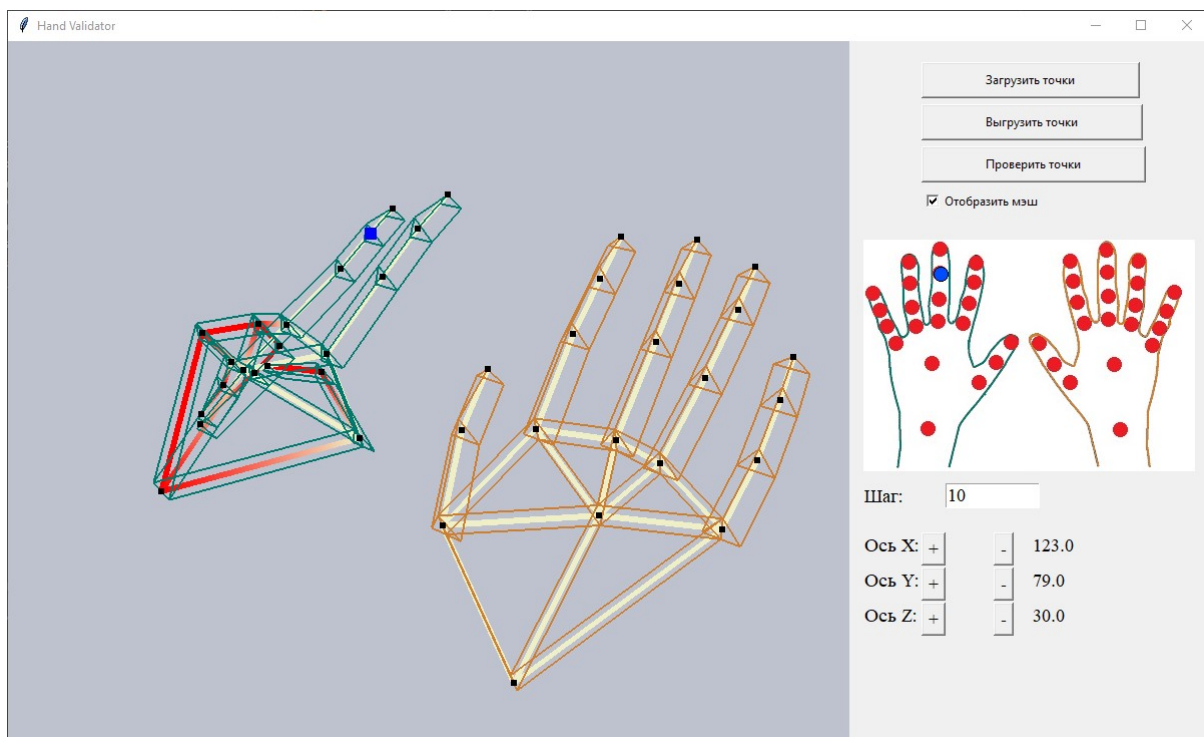 Hand Validator
Загрузить точки
Выгрузить точки
Проверить точки
Отобразить мэш
Шаг: 10
Ось X: + - 123.0
Ось Y: + - 79.0
Ось Z: + - 30.0